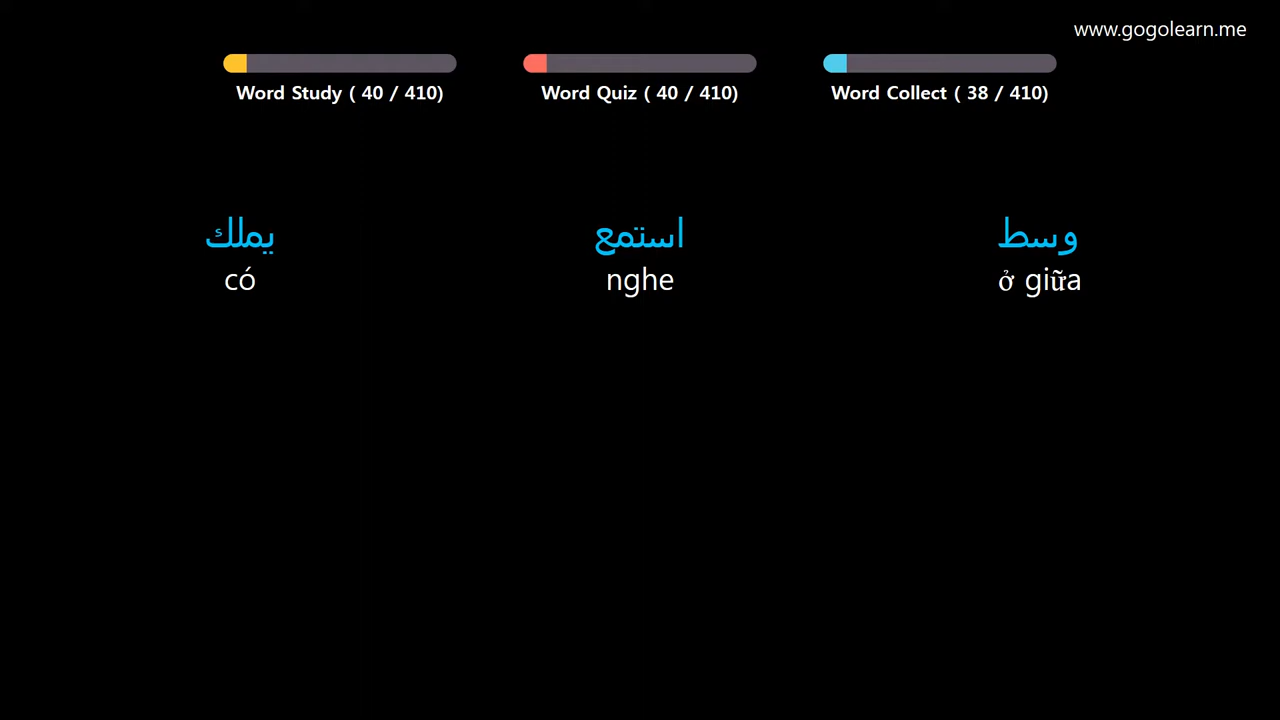 www.gogolearn.me
Word Study ( 40 / 410)
Word Quiz ( 40 / 410)
Word Collect ( 38 / 410)
يملك
có
استمع
nghe
وسط
ở giữa